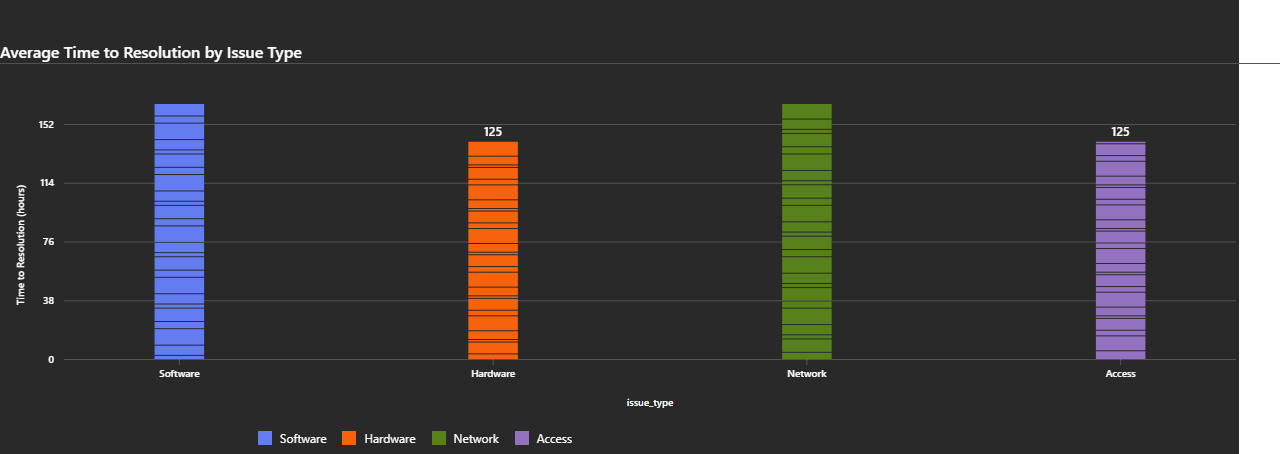 Average Time to Resolution by Issue Type
Time to Resolution (hours)
152
114
76
38
0
125
125
Software
Hardware
Network
Access
issue_type
Software
Hardware
Network
Access